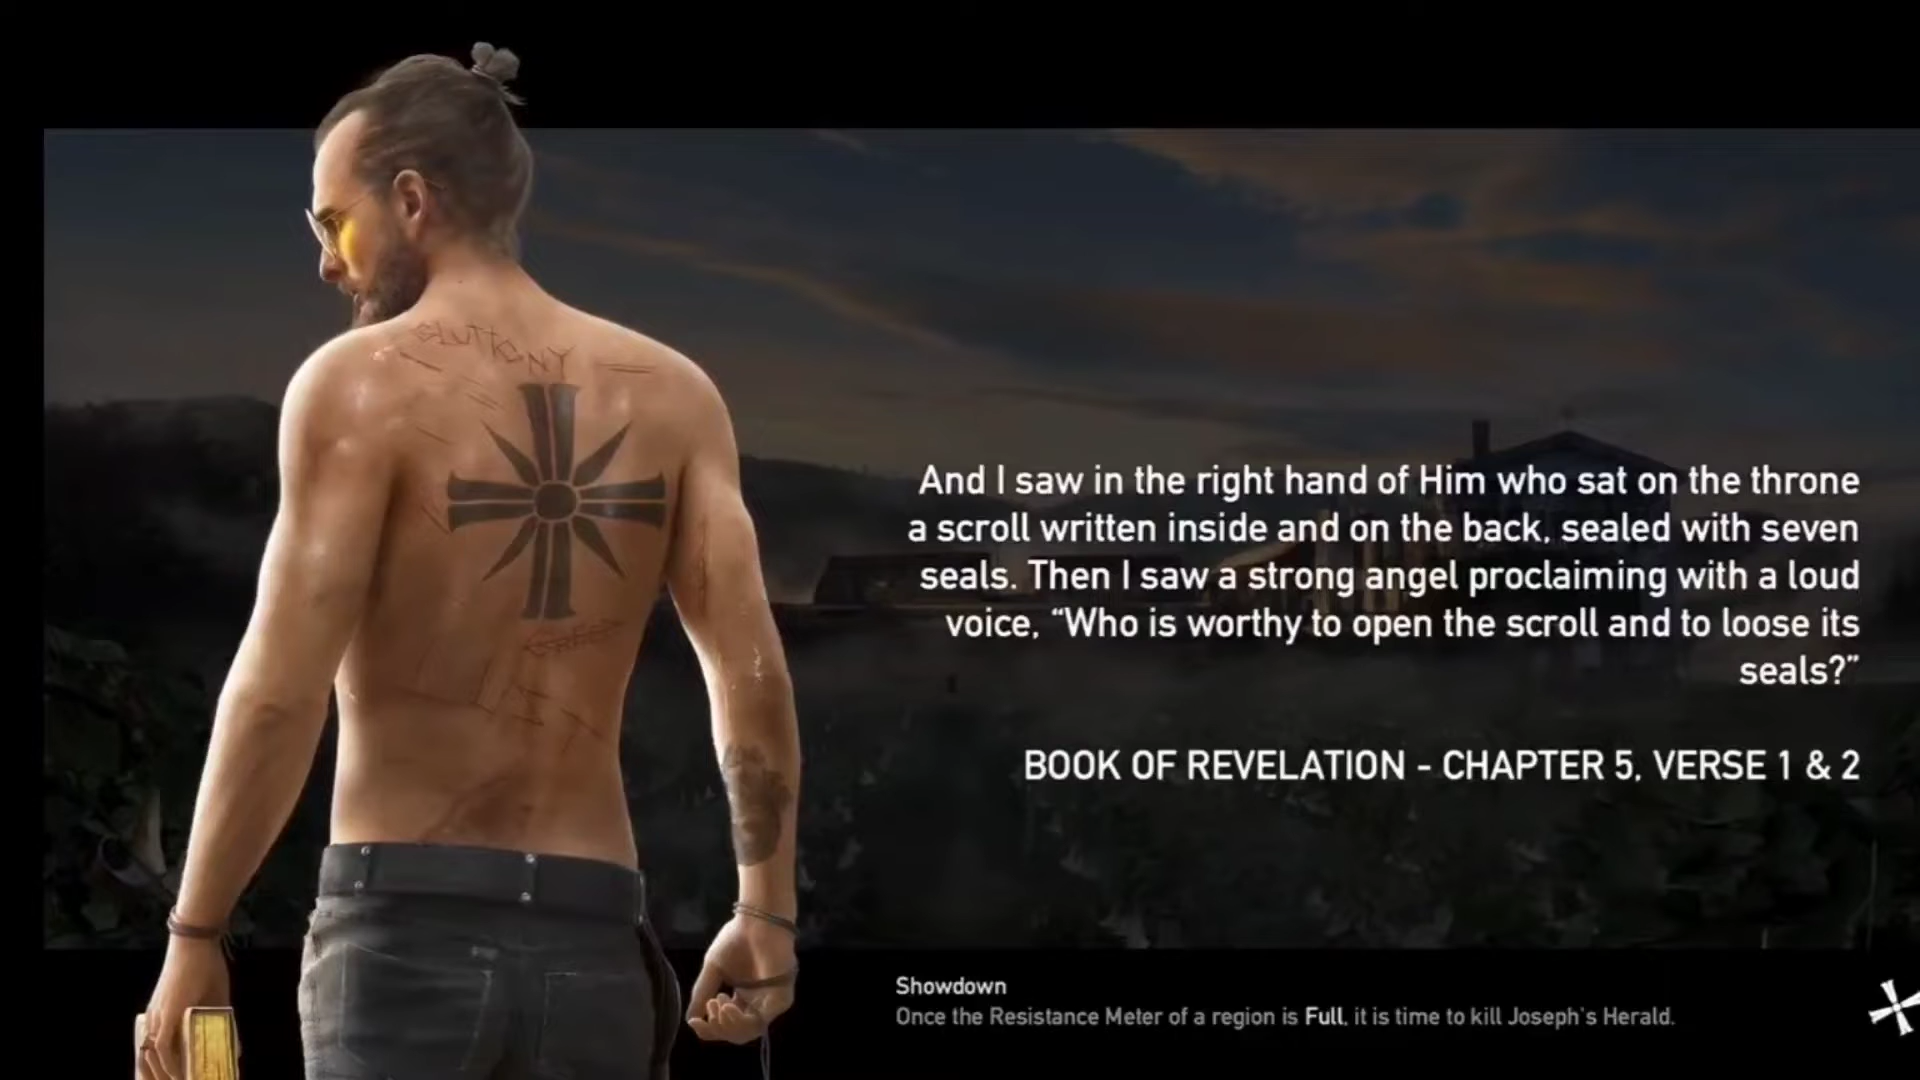 GLUTTONY
And I saw in the right hand of Him who sat on the throne
a scroll written inside and on the back, sealed with seven
seals. Then I saw a strong angel proclaiming with a loud
voice, “Who is worthy to open the scroll and to loose its
seals?”
BOOK OF REVELATION - CHAPTER 5, VERSE 1 & 2
Showdown
Once the Resistance Meter of a region is Full, it is time to kill Joseph's Herald.